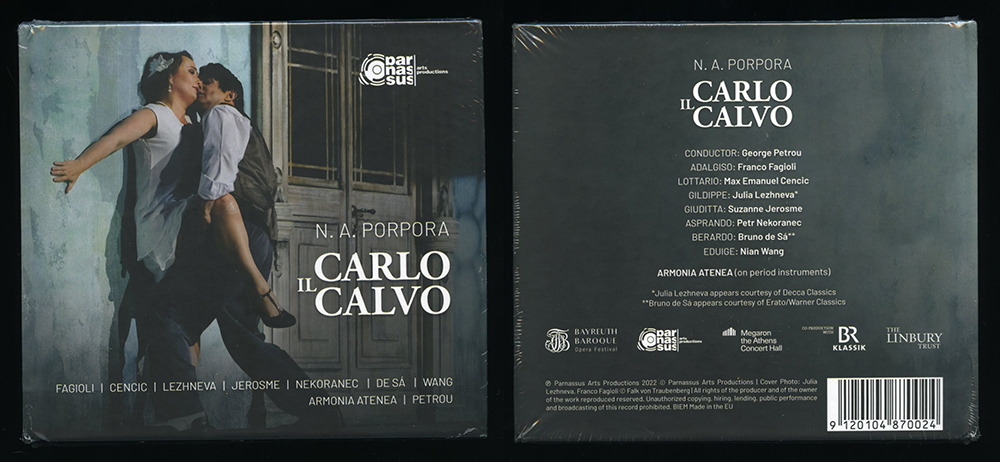 par
nas
sus
arts
productions
N. A. PORPORA
IL CARLO
CALVO
FAGIOLI | CENCIC | LEZHNEVA | JEROSME | NEKORANEC | DE SÁ | WANG
ARMONIA ATENEA | PETROU
N. A. PORPORA
IL CARLO
CALVO
CONDUCTOR: George Petrou
ADALGISO: Franco Fagioli
LOTTARIO: Max Emanuel Cencic
GILDIPPE: Julia Lezhneva*
GIUDITTA: Suzanne Jerosme
ASPRANDO: Petr Nekoranec
BERARDO: Bruno de Sá**
EDUIGE: Nian Wang
ARMONIA ATENEA (on period instruments)
*Julia Lezhneva appears courtesy of Decca Classics
**Bruno de Sá appears courtesy of Erato/Warner Classics
BAYREUTH
BAROQUE
Opera Festival
par
nas
sus
arts
productions
Megaron
the Athens
Concert Hall
CO-PRODUCTION
WITH
BR
KLASSIK
THE
LINBURY
TRUST
℗ Parnassus Arts Productions 2022 © Parnassus Arts Productions | Cover Photo: Julia
Lezhneva, Franco Fagioli © Falk von Traubenberg | All rights of the producer and of the owner
of the work reproduced reserved. Unauthorized copying, hiring, lending, public performance
and broadcasting of this record prohibited. BIEM Made in the EU
9 120104 870024